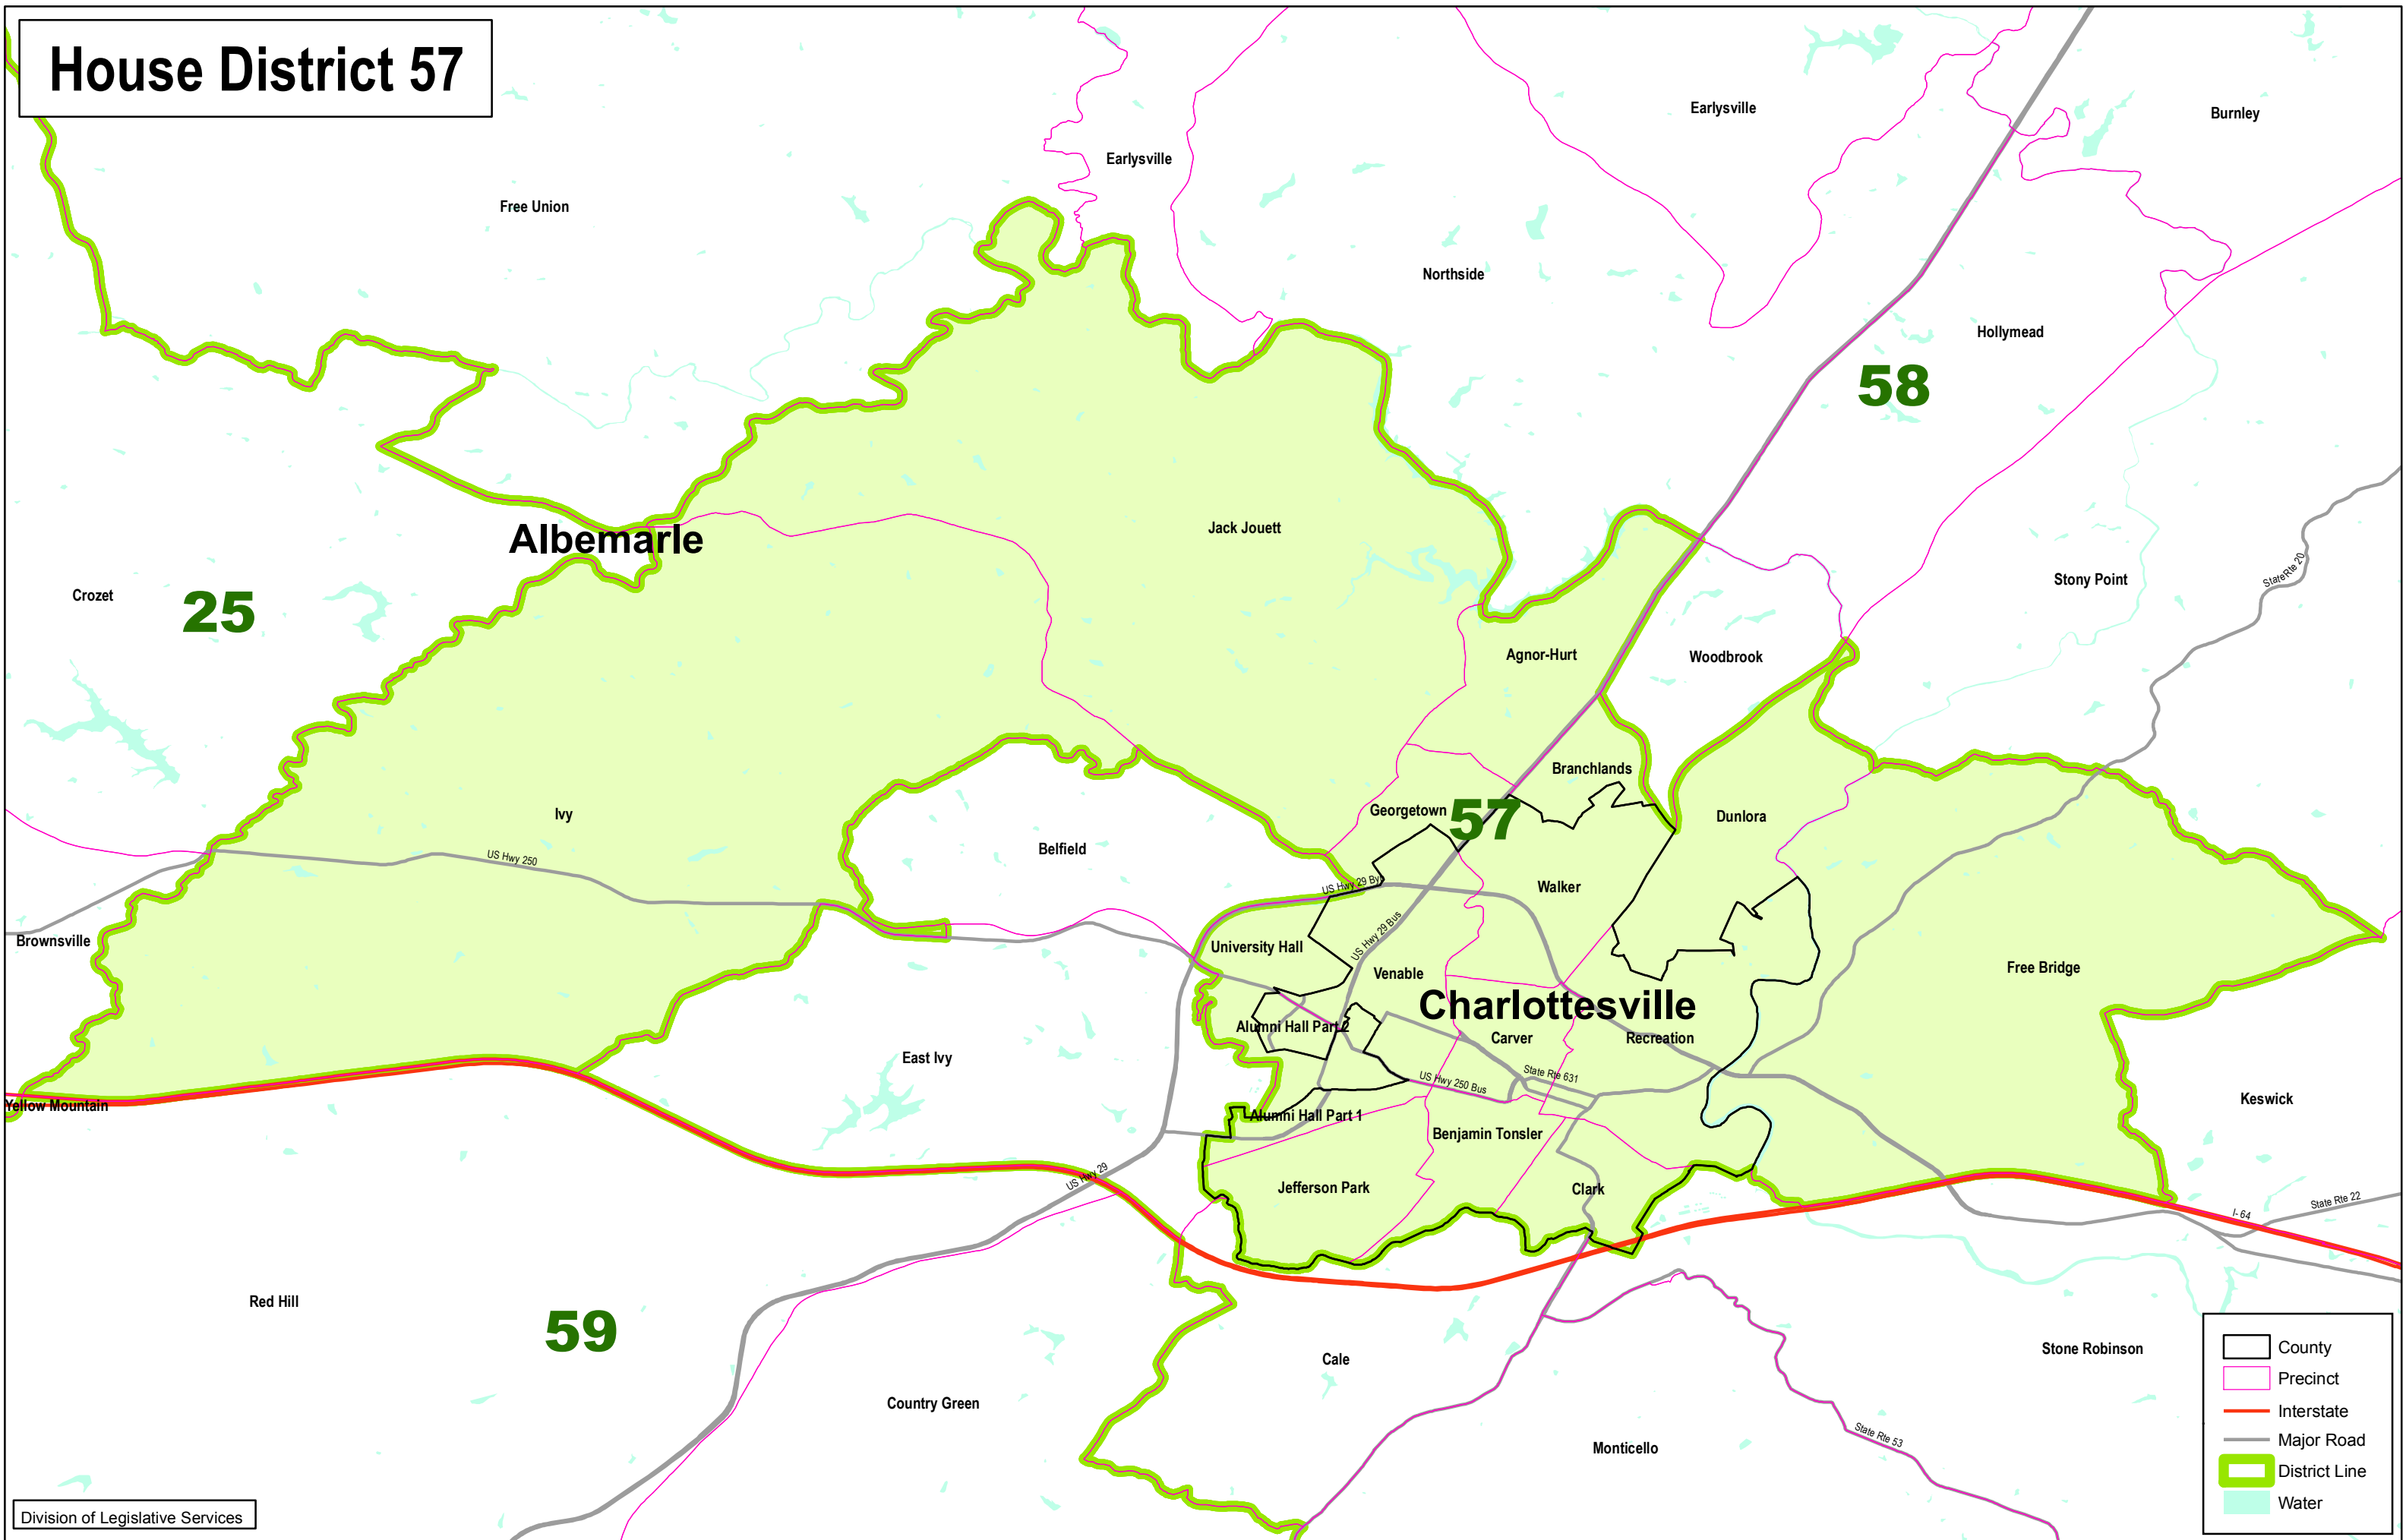 House District 57
Earlysville
Burnley
Earlysville
Free Union
Northside
Hollymead
58
Jack Jouett
Albemarle
State Rte 20
Stony Point
Crozet
25
Agnor-Hurt
Woodbrook
Branchlands
Ivy
Georgetown
57
Dunlora
Belfield
US Hwy 250
US Hwy 29 Byp
Walker
Brownsville
University Hall
US Hwy 29 Bus
Venable
Free Bridge
Charlottesville
Alumni Hall Part 2
Carver
Recreation
East Ivy
US Hwy 250 Bus
State Rte 631
Yellow Mountain
Keswick
Alumni Hall Part 1
Benjamin Tonsler
US Hwy 29
Jefferson Park
Clark
State Rte 22
I-64
Red Hill
59
Cale
Stone Robinson
Country Green
State Rte 53
Monticello
County
Precinct
Interstate
Major Road
District Line
Water
Division of Legislative Services